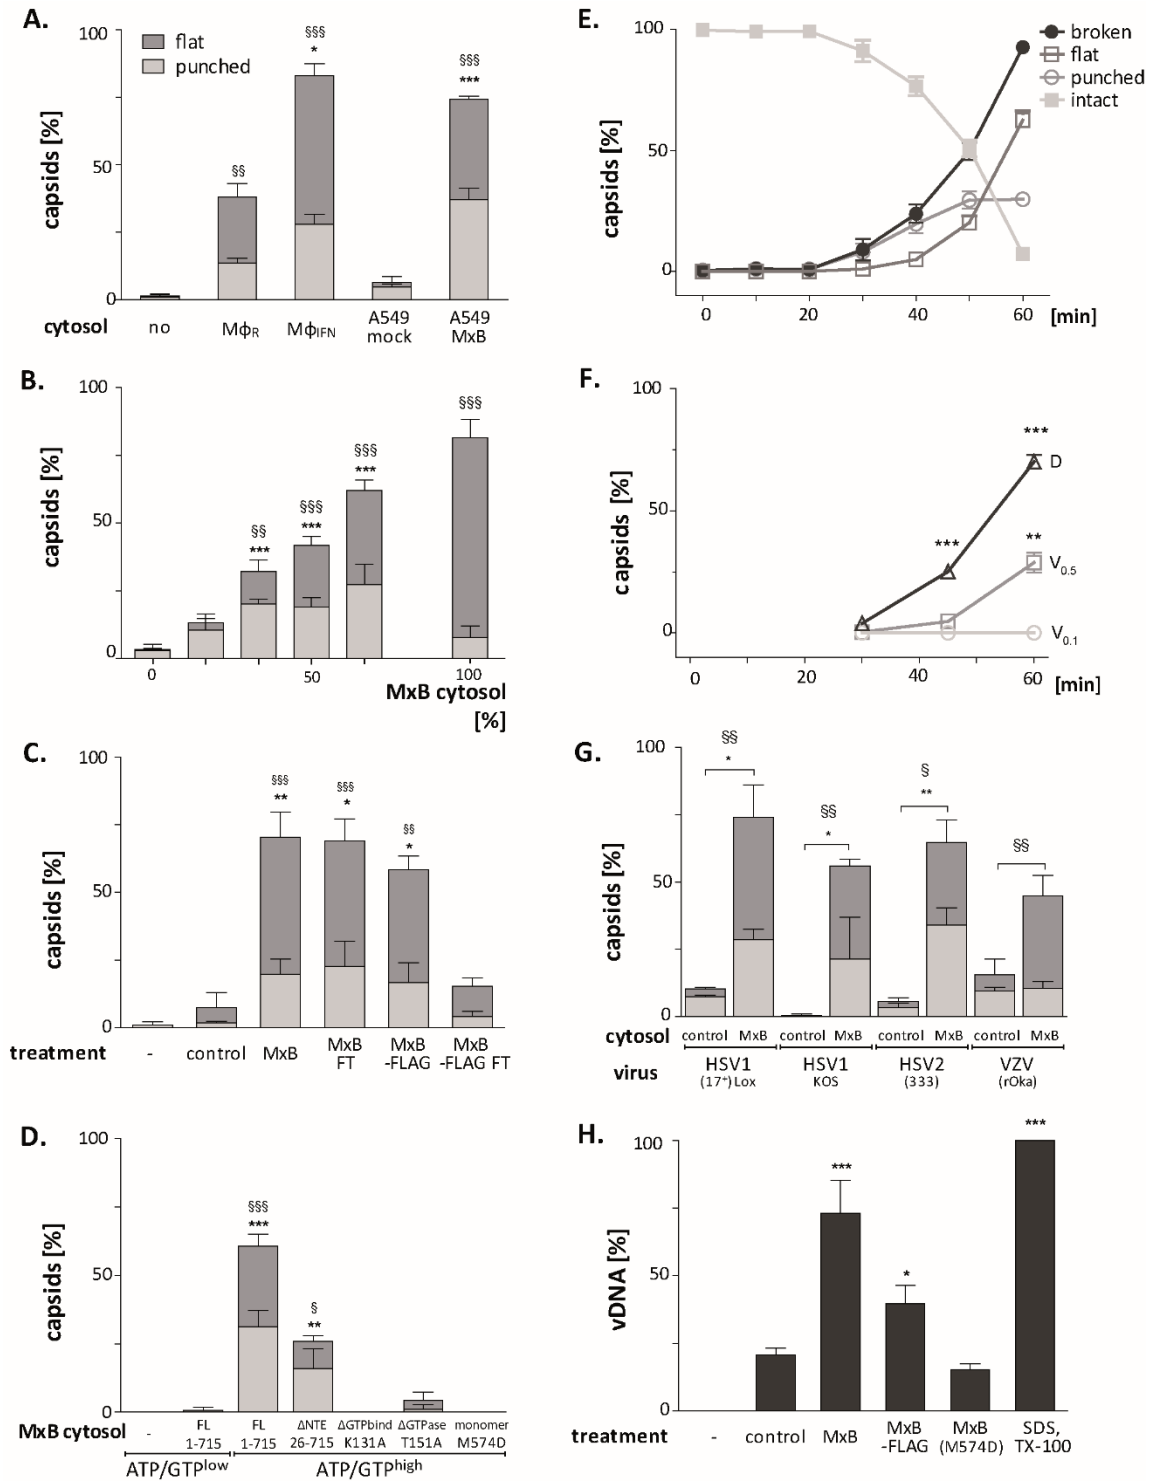 A.
100
50
0
capsids [%]
flat
punched
§§
§§§
*
§§§
***
cytosol
no
MɸR
MɸIFN
A549
mock
A549
MxB
B.
100
50
0
capsids [%]
§§
***
§§§
***
§§§
***
§§§
0
50
100
MxB cytosol
[%]
C.
100
50
0
capsids [%]
§§§
**
§§§
*
§§
*
treatment
-
control
MxB
MxB
FT
MxB
-FLAG
MxB
-FLAG FT
D.
100
50
0
capsids [%]
§§§
***
§
**
MxB cytosol
-
FL
1-715
FL
1-715
ΔNTE
26-715
ΔGTPbind
K131A
ΔGTPase
T151A
monomer
M574D
ATP/GTPlow
ATP/GTPhigh
E.
100
50
0
capsids [%]
broken
flat
punched
intact
0
20
40
60
[min]
F.
100
50
0
capsids [%]
***
***
**
D
V0.5
V0.1
0
20
40
60
[min]
G.
100
50
0
capsids [%]
§§
*
§§
*
§
**
§§
cytosol
control MxB control MxB control MxB control MxB
virus
HSV1
(17+) Lox
HSV1
KOS
HSV2
(333)
VZV
(rOka)
H.
100
50
0
vDNA [%]
***
*
***
treatment
-
control
MxB
MxB
-FLAG
MxB
(M574D)
SDS,
TX-100